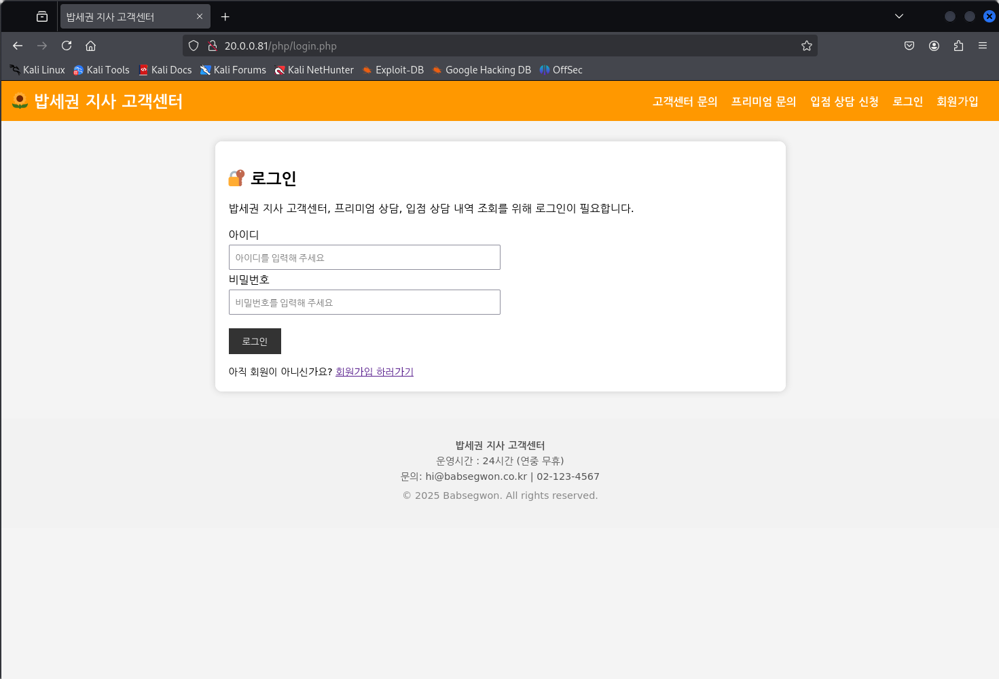 밥세권 지사 고객센터
20.0.0.81/php/login.php
Kali Linux Kali Tools Kali Docs Kali Forums Kali NetHunter Exploit-DB Google Hacking DB OffSec
밥세권 지사 고객센터 고객센터 문의 프리미엄 문의 입점 상담 신청 로그인 회원가입
로그인
밥세권 지사 고객센터, 프리미엄 상담, 입점 상담 내역 조회를 위해 로그인이 필요합니다.
아이디
아이디를 입력해 주세요
비밀번호
비밀번호를 입력해 주세요
로그인
아직 회원이 아니신가요? 회원가입 하러가기
밥세권 지사 고객센터
운영시간 : 24시간 (연중 무휴)
문의: hi@babsegwon.co.kr | 02-123-4567
© 2025 Babsegwon. All rights reserved.